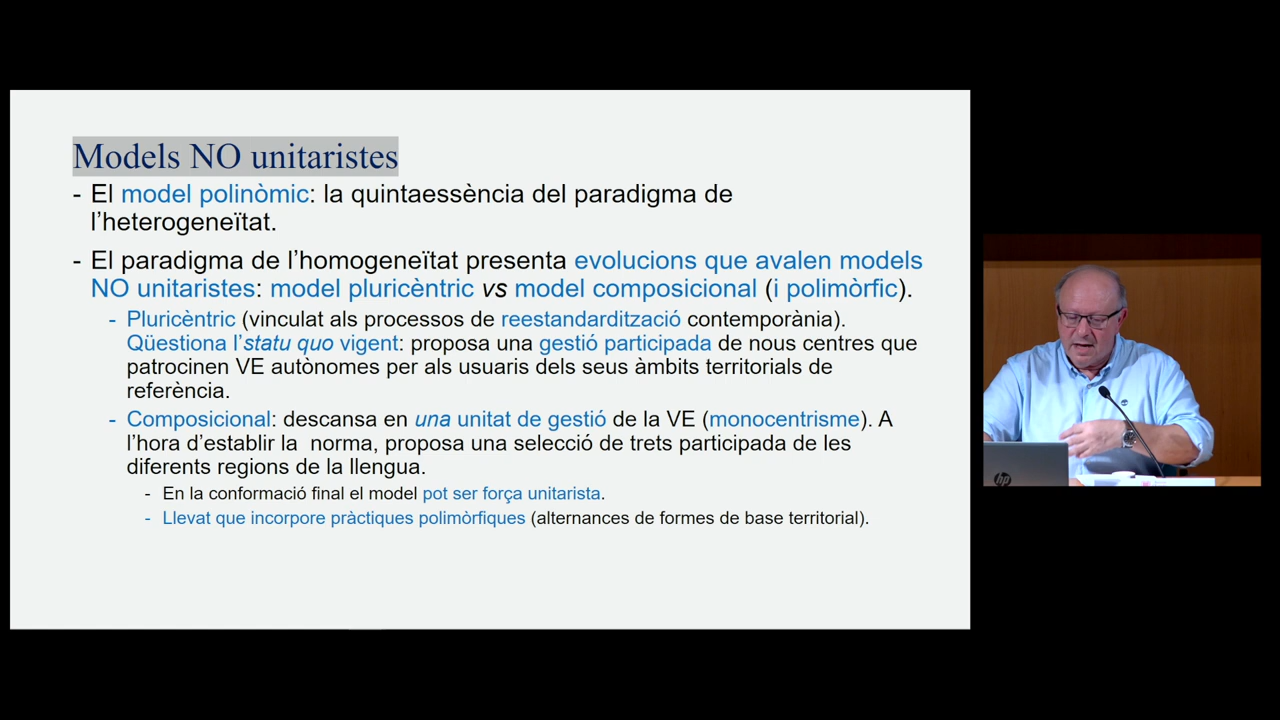 Models NO unitaristes
- El model polinòmic: la quintaessència del paradigma de
l’heterogeneïtat.
- El paradigma de l’homogeneïtat presenta evolucions que avalen models
NO unitaristes: model pluricèntric vs model composicional (i polimòrfic).
- Pluricèntric (vinculat als processos de reestandardització contemporània).
Qüestiona l’statu quo vigent: proposa una gestió participada de nous centres que
patrocinen VE autònomes per als usuaris dels seus àmbits territorials de
referència.
- Composicional: descansa en una unitat de gestió de la VE (monocentrisme). A
l’hora d’establir la  norma, proposa una selecció de trets participada de les
diferents regions de la llengua.
- En la conformació final el model pot ser força unitarista.
- Llevat que incorpore pràctiques polimòrfiques (alternances de formes de base territorial).
hp